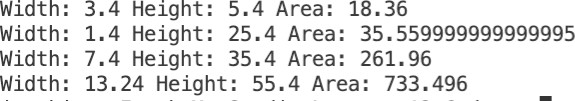 Width: 3.4 Height: 5.4 Area: 18.36
Width: 1.4 Height: 25.4 Area: 35.559999999999995
Width: 7.4 Height: 35.4 Area: 261.96
Width: 13.24 Height: 55.4 Area: 733.496